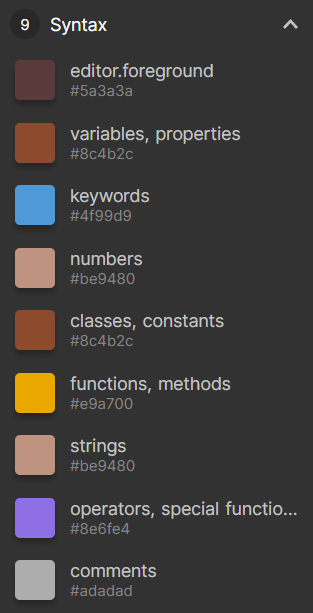 9 Syntax
editor.foreground
#5a3a3a
variables, properties
#8c4b2c
keywords
#4f99d9
numbers
#be9480
classes, constants
#8c4b2c
functions, methods
#e9a700
strings
#be9480
operators, special functio...
#8e6fe4
comments
#adadad